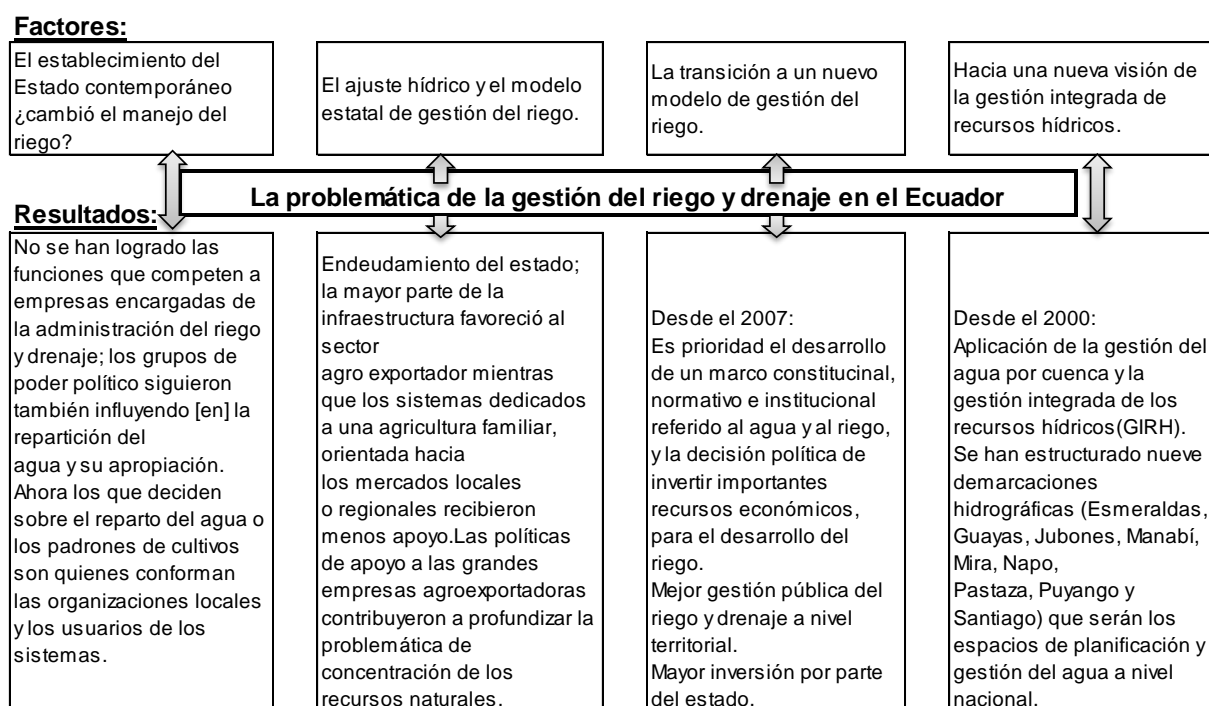 Factores:
El establecimiento del
Estado contemporáneo
¿cambió el manejo del
riego?
El ajuste hídrico y el modelo
estatal de gestión del riego.
La transición a un nuevo
modelo de gestión del
riego.
Hacia una nueva visión de
la gestión integrada de
recursos hídricos.
La problemática de la gestión del riego y drenaje en el Ecuador
Resultados:
No se han logrado las
funciones que competen a
empresas encargadas de
la administración del riego
y drenaje; los grupos de
poder político siguieron
también influyendo [en] la
repartición del
agua y su apropiación.
Ahora los que deciden
sobre el reparto del agua o
los padrones de cultivos
son quienes conforman
las organizaciones locales
y los usuarios de los
sistemas.
Endeudamiento del estado;
la mayor parte de la
infraestructura favoreció al
sector
agro exportador mientras
que los sistemas dedicados
a una agricultura familiar,
orientada hacia
los mercados locales
o regionales recibieron
menos apoyo.Las políticas
de apoyo a las grandes
empresas agroexportadoras
contribuyeron a profundizar la
problemática de
concentración de los
recursos naturales.
Desde el 2007:
Es prioridad el desarrollo
de un marco constitucinal,
normativo e institucional
referido al agua y al riego,
y la decisión política de
invertir importantes
recursos económicos,
para el desarrollo del
riego.
Mejor gestión pública del
riego y drenaje a nivel
territorial.
Mayor inversión por parte
del estado.
Desde el 2000:
Aplicación de la gestión del
agua por cuenca y la
gestión integrada de los
recursos hídricos(GIRH).
Se han estructurado nueve
demarcaciones
hidrográficas (Esmeraldas,
Guayas, Jubones, Manabí,
Mira, Napo,
Pastaza, Puyango y
Santiago) que serán los
espacios de planificación y
gestión del agua a nivel
nacional.